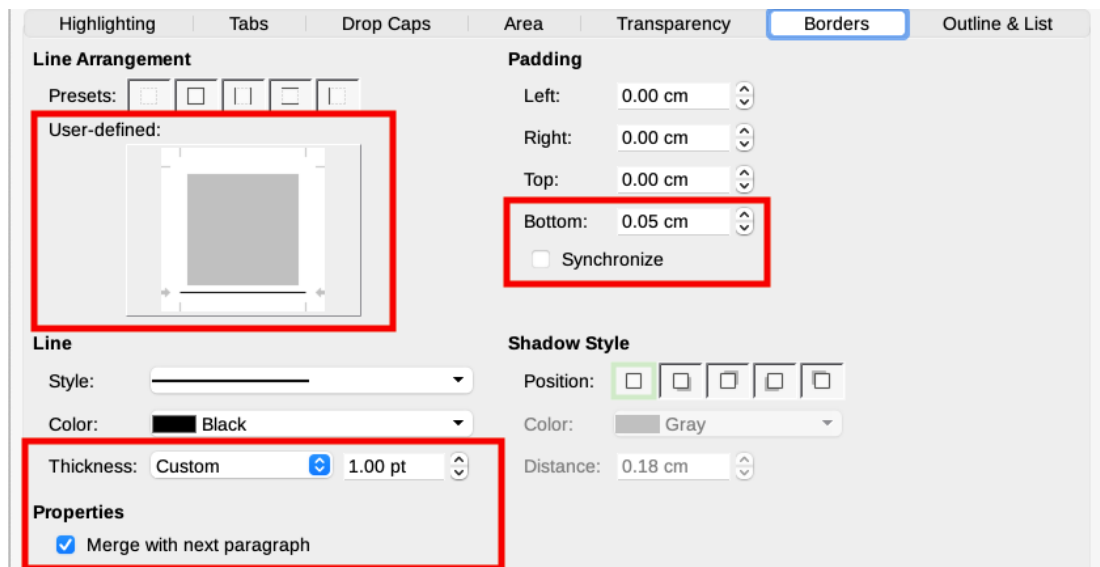 Highlighting Tabs Drop Caps Area Transparency Borders Outline & List
Line Arrangement
Presets:
User-defined:
Padding
Left: 0.00 cm
Right: 0.00 cm
Top: 0.00 cm
Bottom: 0.05 cm
Synchronize
Line
Style:
Color: Black
Thickness: Custom 1.00 pt
Properties
Merge with next paragraph
Shadow Style
Position:
Color: Gray
Distance: 0.18 cm